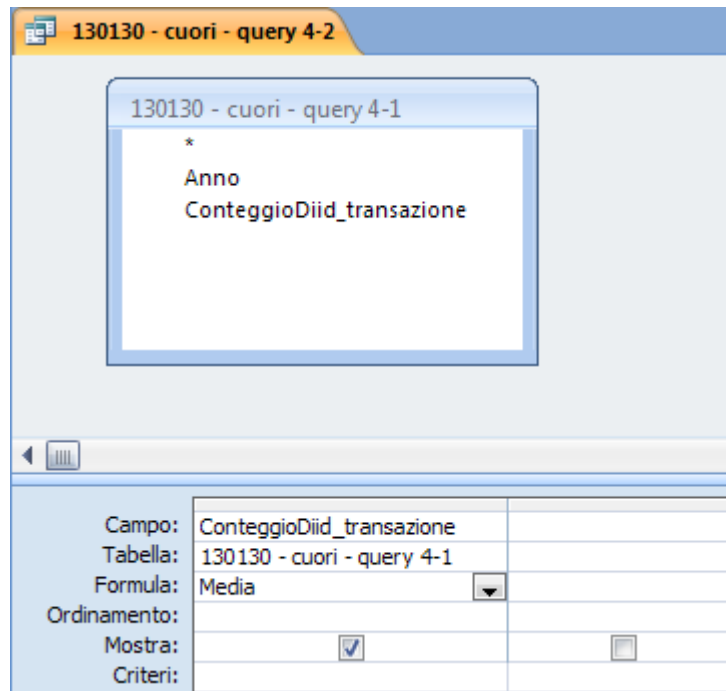 130130 - cuori - query 4-2
130130 - cuori - query 4-1
*
Anno
ConteggioDiid_transazione
Campo: ConteggioDiid_transazione
Tabella: 130130 - cuori - query 4-1
Formula: Media
Ordinamento:
Mostra:
Criteri: